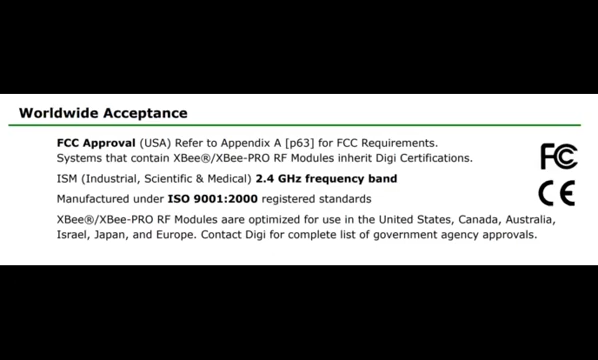 Worldwide Acceptance
FCC Approval (USA) Refer to Appendix A [p63] for FCC Requirements.
Systems that contain XBee®/XBee-PRO RF Modules inherit Digi Certifications.
ISM (Industrial, Scientific & Medical) 2.4 GHz frequency band
Manufactured under ISO 9001:2000 registered standards
XBee®/XBee-PRO RF Modules aare optimized for use in the United States, Canada, Australia,
Israel, Japan, and Europe. Contact Digi for complete list of government agency approvals.
FC
CE